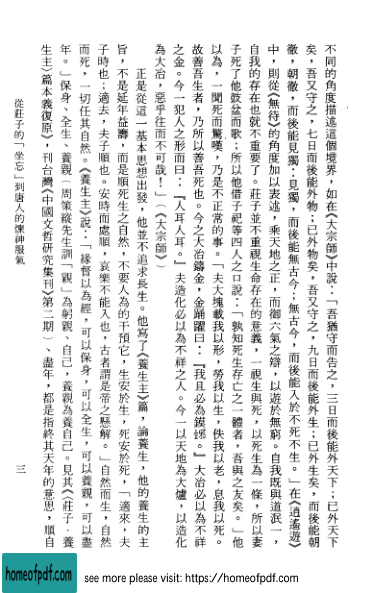 不同的角度描述這個境界，如在《大宗師》中說：「吾猶守而告之，三日而後能外天下；已外天下
矣，吾又守之，七日而後能外物；已外物矣，吾又守之，九日而後能外生；已外生矣，而後能朝
徹，朝徹，而後能見獨；見獨，而後能無古今；無古今，而後能入於不死不生。」在《逍遙遊》
中，則從《無待》的角度加以表述，乘天地之正，而御六氣之辯，以遊於無窮。自我既與道泯一，
自我的存在也就不重要了。莊子並不重視生命存在的意義，一視生與死，以死生為一條，所以妻
子死了他鼓盆而歌；所以他借子祀等四人之口說：「孰知死生存亡之一體者，吾與之友矣。」他
以為，一聞死而驚嘆，乃是不正常的事。「夫大塊載我以形，勞我以生，佚我以老，息我以死。
故善吾生者，乃所以善吾死也。今之大冶鑄金，金踊躍曰：『我且必為鏌鋣。』大冶必以為不祥
之金。今一犯人之形而曰：『人耳人耳。』夫造化必以為不祥之人。今一以天地為大爐，以造化
為大冶，惡乎往而不可哉！」（《大宗師》）
正是從這一基本思想出發，他並不追求長生。他寫了《養生主》篇，論養生，他的養生的主
旨，不是延年益壽，而是順死生之自然，不要人為的干預它，生安於生，死安於死，「適來，夫
子時也；適去，夫子順也。安時而處順，哀樂不能入也，古者謂是帝之懸解。」自然而生，自然
而死，一切任其自然。《養生主》說：「緣督以為經，可以保身，可以全生，可以養親，可以盡
年。」保身、全生、養親（周策縱先生訓「親」為躬親、自己，養親為養自己。見其《莊子·養
生主》篇本義復原》，刊台灣《中國文哲研究集刊》第二期）、盡年，都是指終其天年的意思，順自
從莊子的「坐忘」到唐人的煉神服氣
三
homeofpdf.com
see more please visit: https://homeofpdf.com